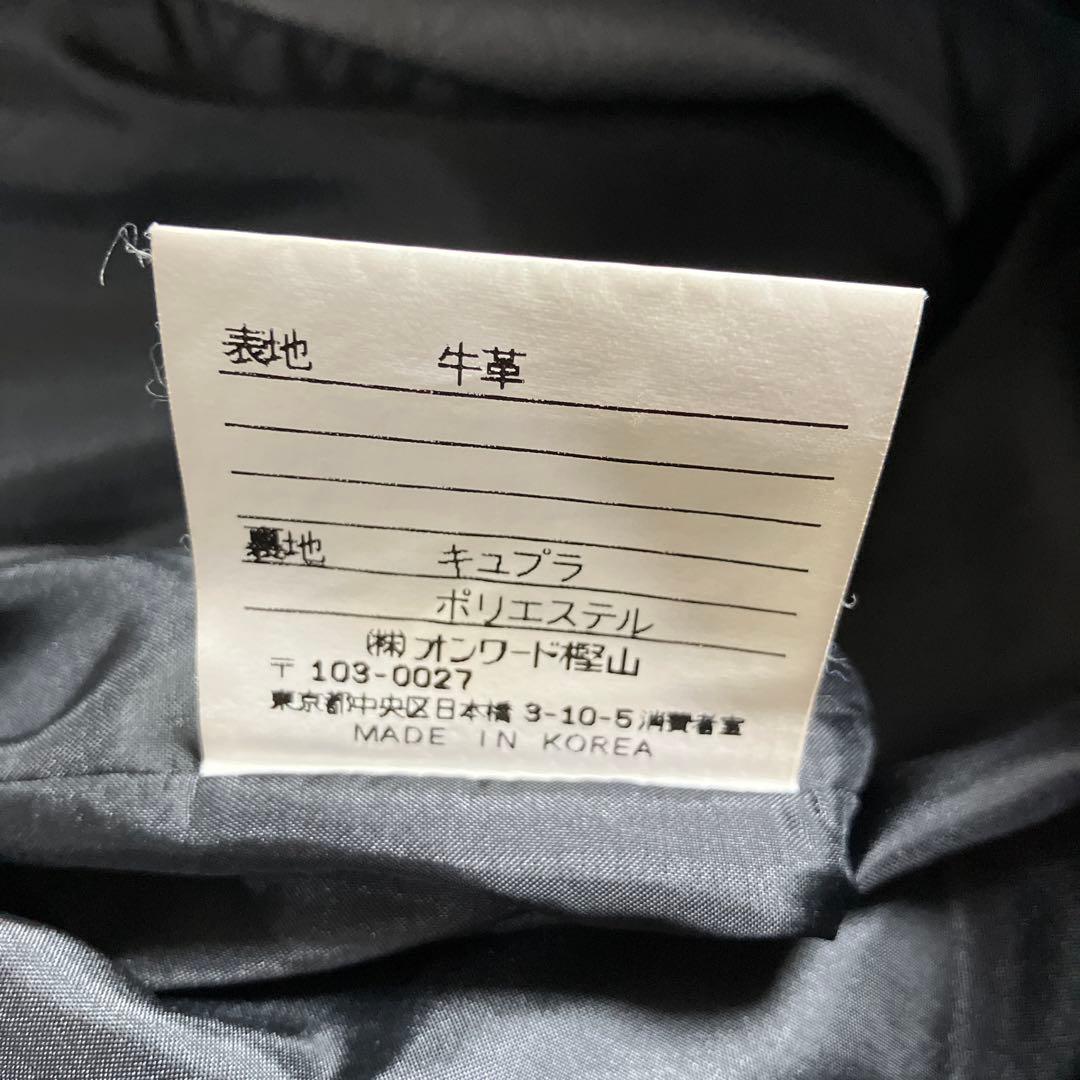 表地 牛革
裏地 キュプラ
ポリエステル
㈱オンワード樫山
〒103-0027
東京都中央区日本橋3-10-5消費者室
MADE IN KOREA